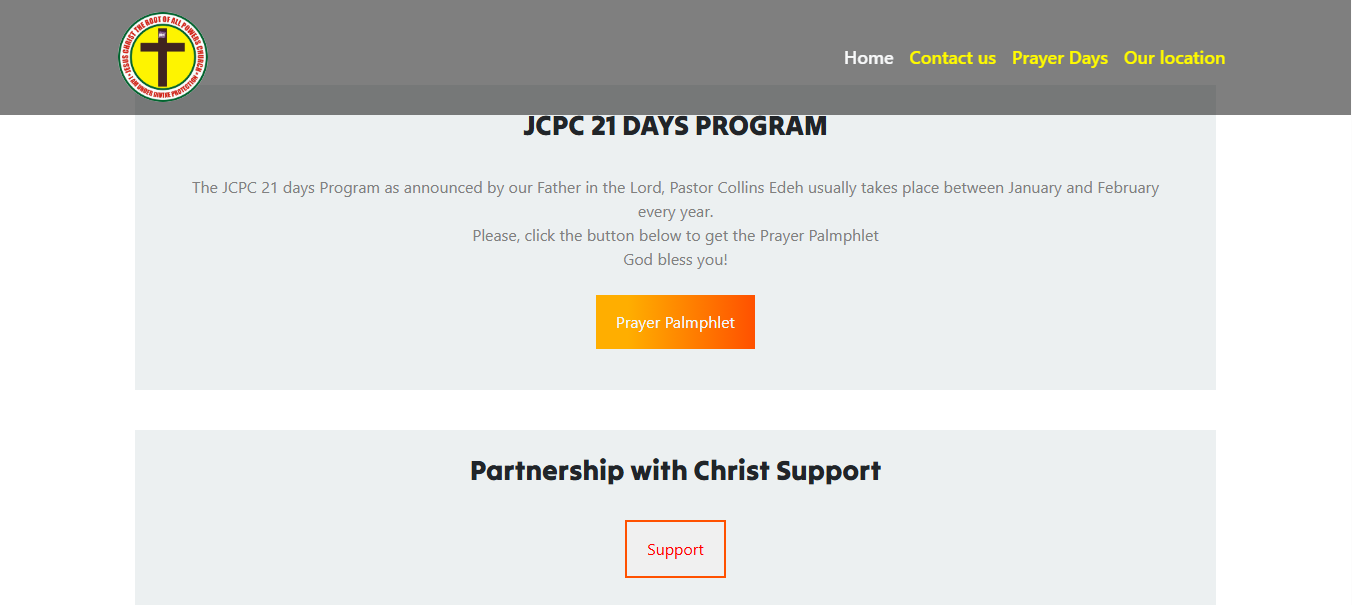 JESUS CHRIST THE ROOT OF ALL POWERS CHURCH
I AM UNDER DIVINE PROTECTION
Home Contact us Prayer Days Our location
JCPC 21 DAYS PROGRAM
The JCPC 21 days Program as announced by our Father in the Lord, Pastor Collins Edeh usually takes place between January and February
every year.
Please, click the button below to get the Prayer Palmphlet
God bless you!
Prayer Palmphlet
Partnership with Christ Support
Support